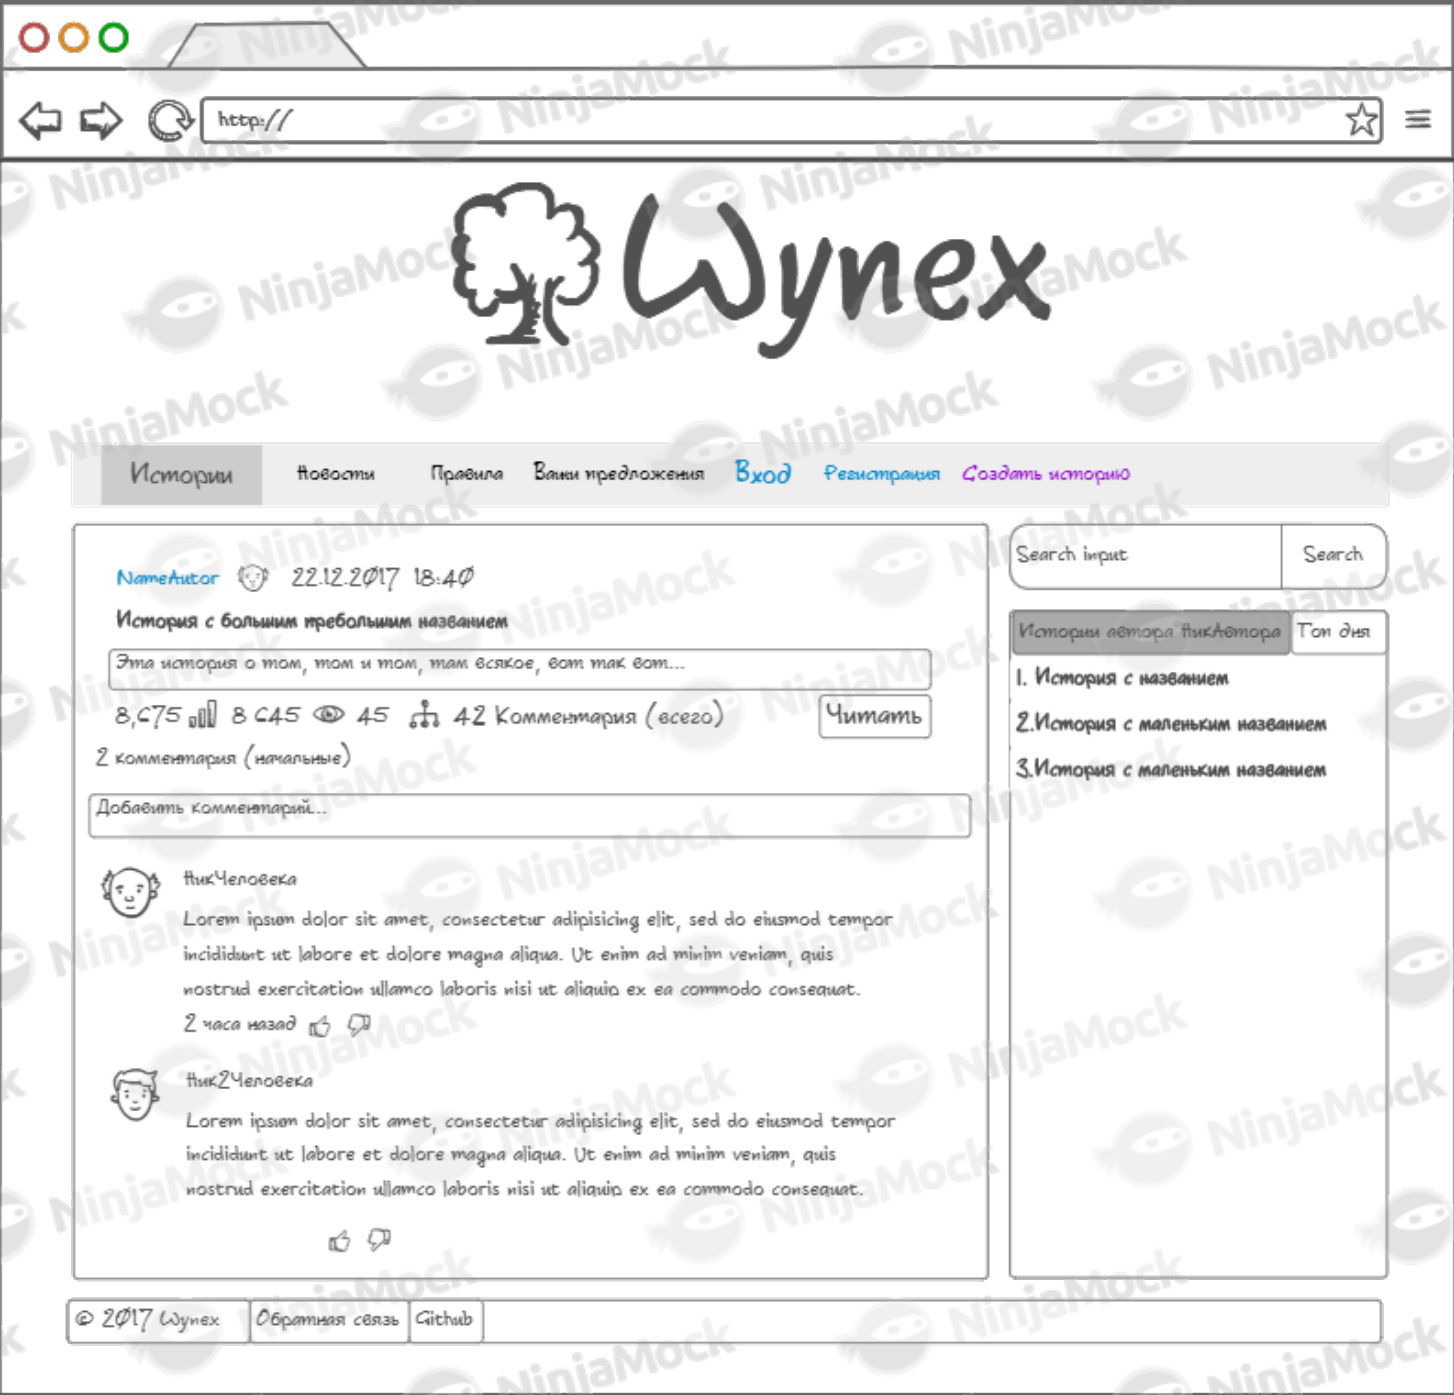 http://
Wynex
Истории Новости Правила Ваши предложения Вход Регистрация Создать историю
NameAutor 22.12.2017 18:40
История с большим пребольшим названием
Эта история о том, том и том, там всякое, вот так вот...
8,675 8 645 45 42 Комментария (всего) Читать
2 комментария (начальные)
Добавить комментарий...
НикЧеловека
Lorem ipsum dolor sit amet, consectetur adipisicing elit, sed do eiusmod tempor
incididunt ut labore et dolore magna aliqua. Ut enim ad minim veniam, quis
nostrud exercitation ullamco laboris nisi ut aliquip ex ea commodo consequat.
2 часа назад
Ник2Человека
Lorem ipsum dolor sit amet, consectetur adipisicing elit, sed do eiusmod tempor
incididunt ut labore et dolore magna aliqua. Ut enim ad minim veniam, quis
nostrud exercitation ullamco laboris nisi ut aliquip ex ea commodo consequat.
Search input Search
Истории автора НикАвтора Топ дня
1. История с названием
2.История с маленьким названием
3.История с маленьким названием
© 2017 Wynex Обратная связь Github
NinjaMock